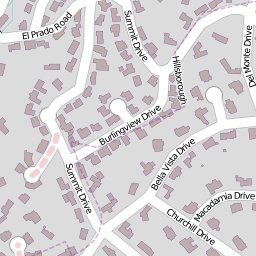 El Prado Road
Summit Drive
Hillsborough
Del Monte Drive
Burlingview Drive
Bella Vista Drive
Summit Drive
Macadamia Drive
Churchill Drive